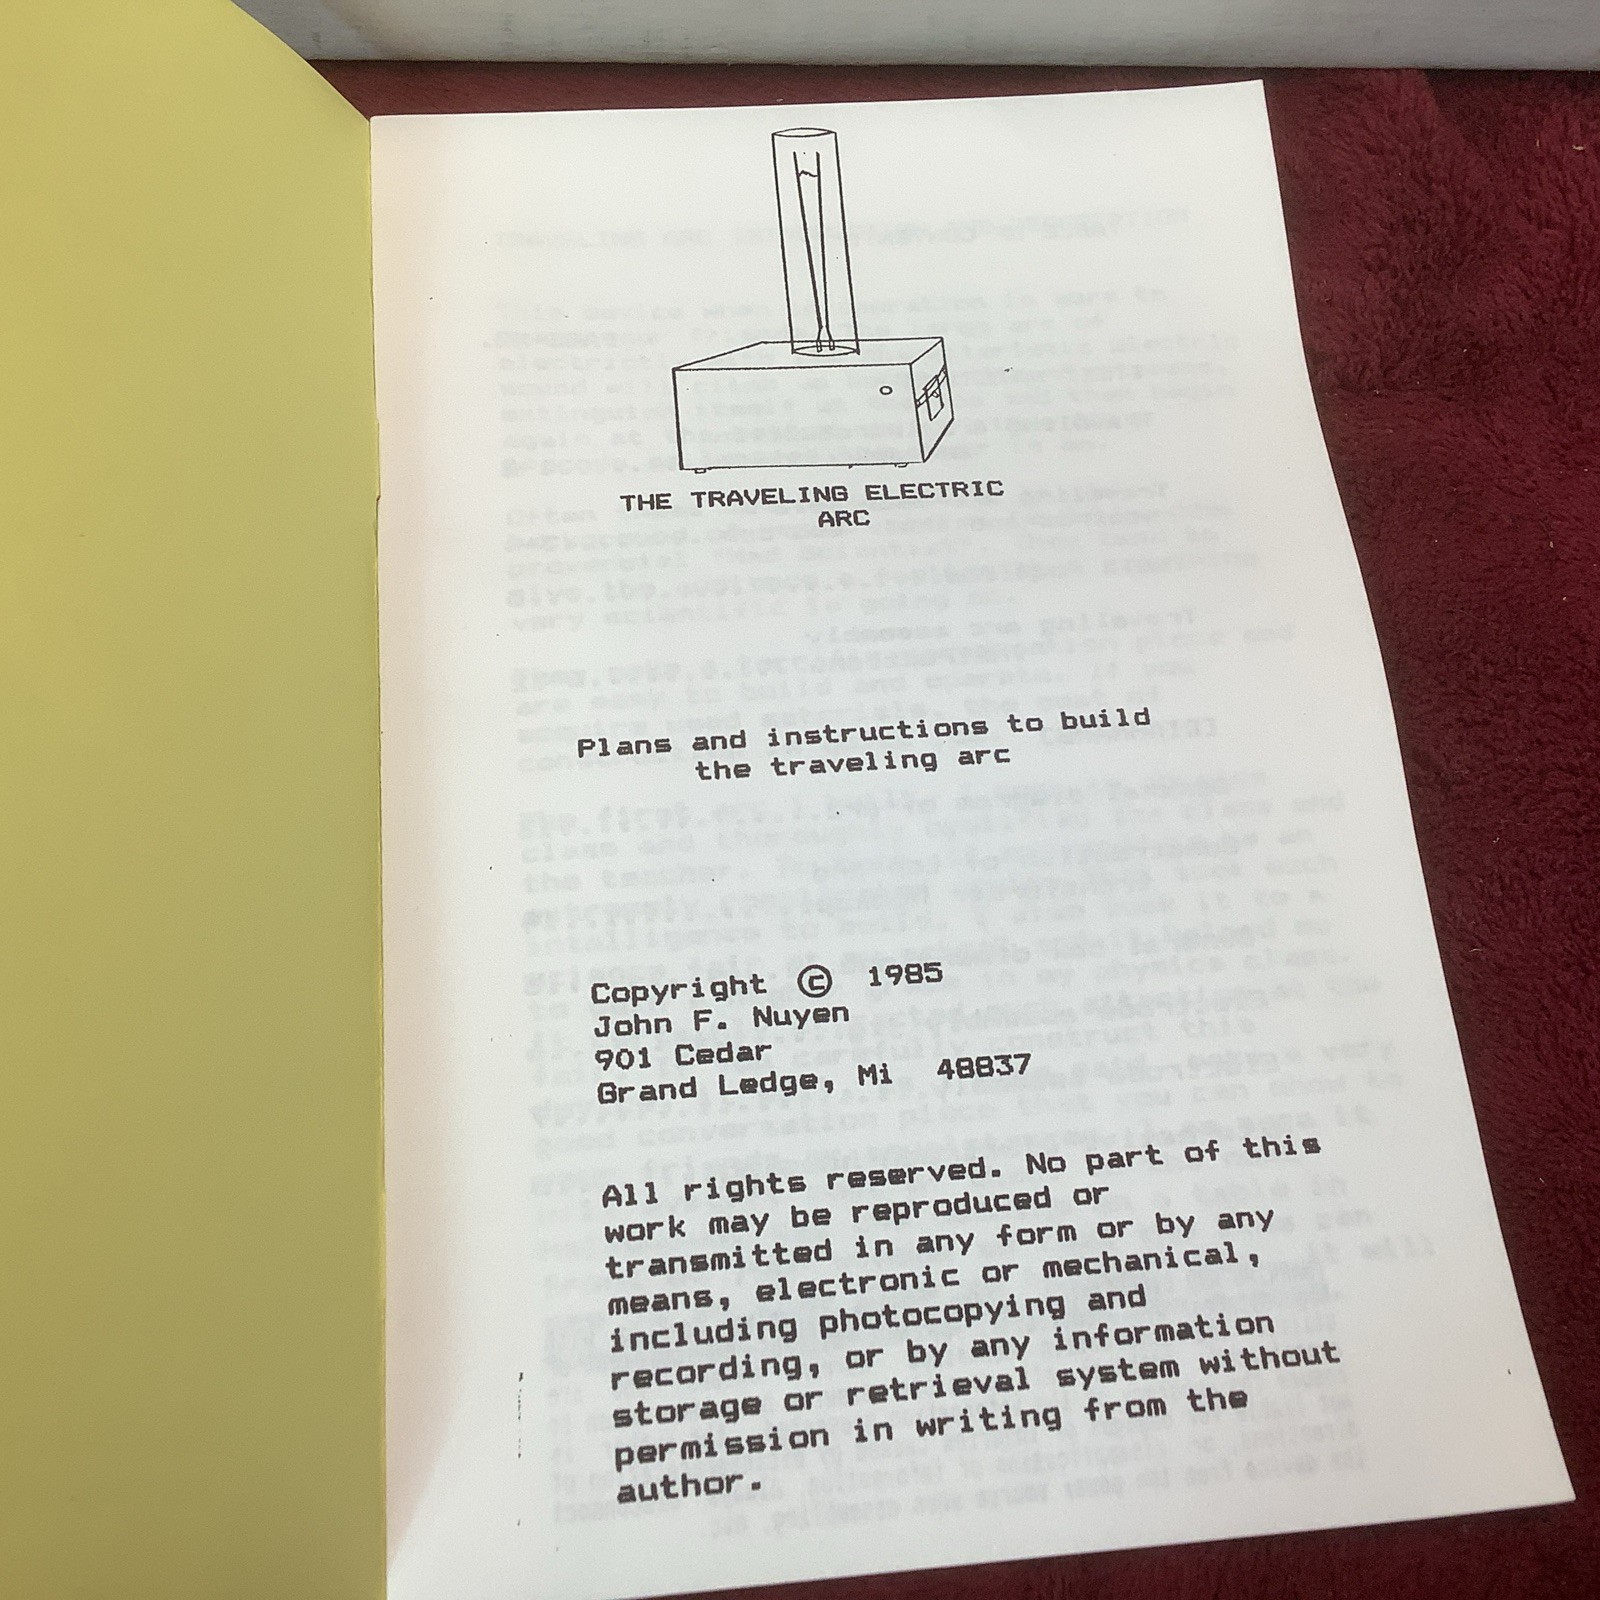 THE TRAVELING ELECTRIC
ARC
Plans and instructions to build
the traveling arc
Copyright © 1985
John F. Nuyen
901 Cedar
Grand Ledge, Mi 48837
All rights reserved. No part of this
work may be reproduced or
transmitted in any form or by any
means, electronic or mechanical,
including photocopying and
recording, or by any information
storage or retrieval system without
permission in writing from the
author.